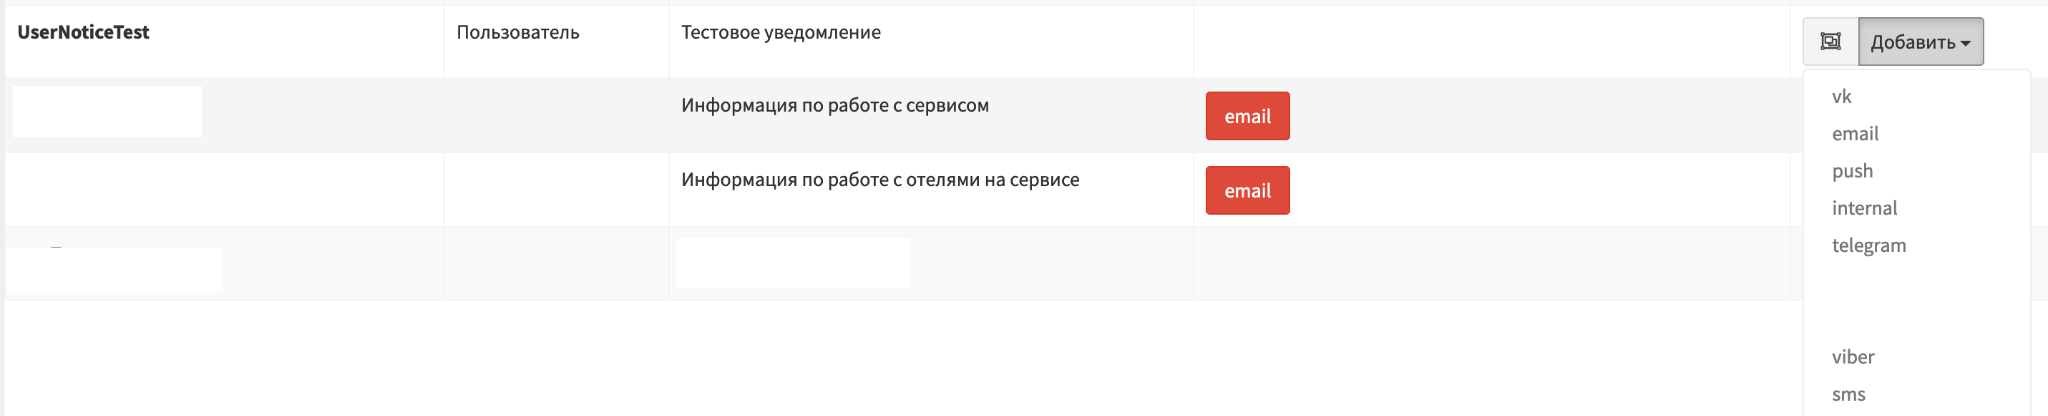 UserNoticeTest
Пользователь
Тестовое уведомление
Добавить
Информация по работе с сервисом
email
Информация по работе с отелями на сервисе
email
vk
email
push
internal
telegram
viber
sms